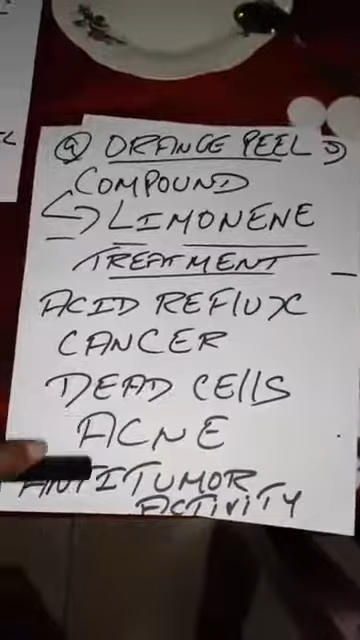 @ ORANGE PEEL
COMPOUND
LIMONENE
TREATMENT
ACID REFLUX
CANCER
DEAD CELLS
ACNE
ANTITUMOR
ACTIVITY